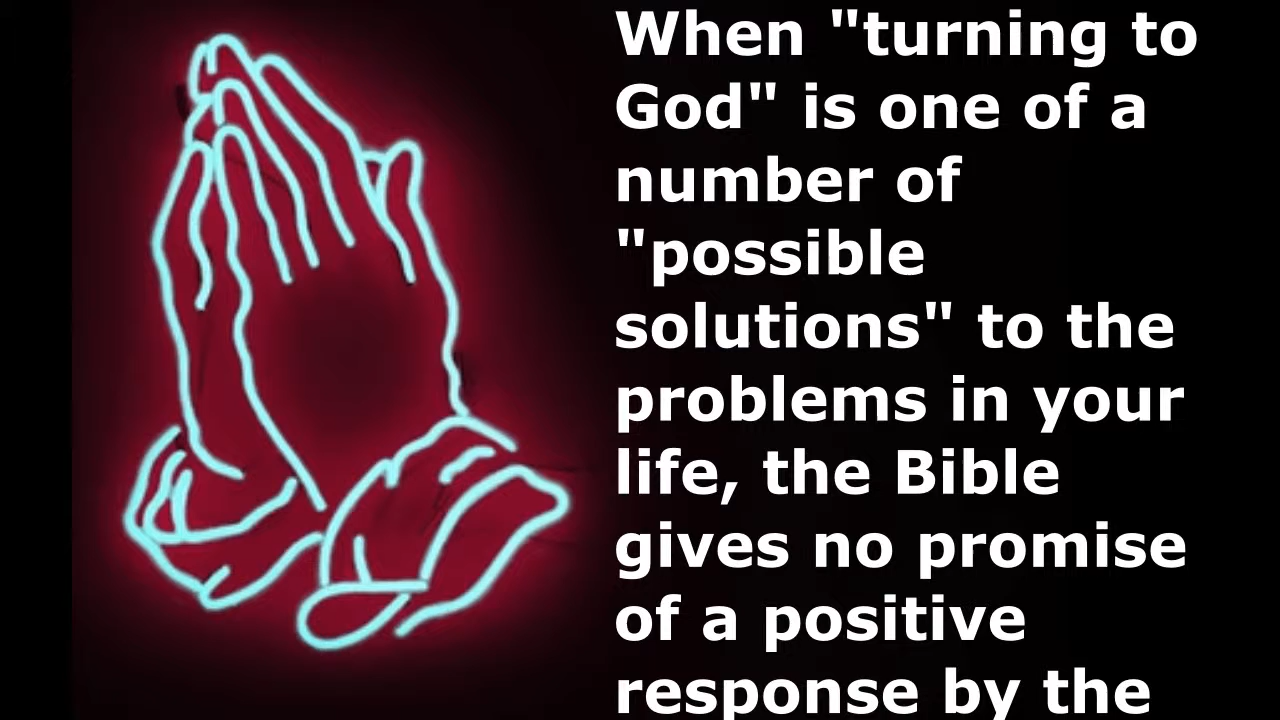 When "turning to
God" is one of a
number of
"possible
solutions" to the
problems in your
life, the Bible
gives no promise
of a positive
response by the